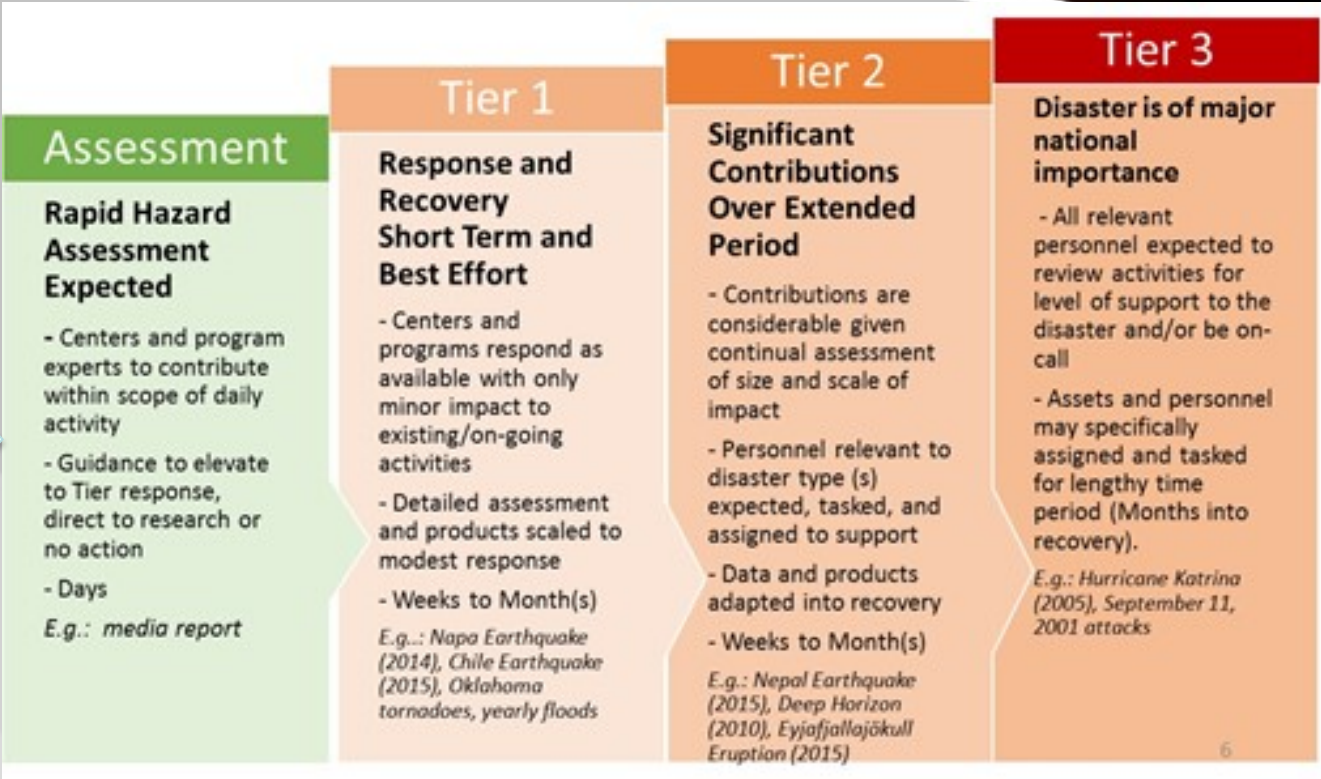 Assessment
Rapid Hazard
Assessment
Expected
- Centers and program
experts to contribute
within scope of daily
activity
- Guidance to elevate
to Tier response,
direct to research or
no action
- Days
E.g.: media report
Tier 1
Response and
Recovery
Short Term and
Best Effort
- Centers and
programs respond as
available with only
minor impact to
existing/on-going
activities
- Detailed assessment
and products scaled to
modest response
- Weeks to Month(s)
E.g..: Napa Earthquake
(2014), Chile Earthquake
(2015), Oklahoma
tornadoes, yearly floods
Tier 2
Significant
Contributions
Over Extended
Period
- Contributions are
considerable given
continual assessment
of size and scale of
impact
- Personnel relevant to
disaster type (s)
expected, tasked, and
assigned to support
- Data and products
adapted into recovery
- Weeks to Month(s)
E.g.: Nepal Earthquake
(2015), Deep Horizon
(2010), Eyjafjallajökull
Eruption (2015)
Tier 3
Disaster is of major
national
importance
- All relevant
personnel expected to
review activities for
level of support to the
disaster and/or be on-
call
- Assets and personnel
may specifically
assigned and tasked
for lengthy time
period (Months into
recovery).
E.g.: Hurricane Katrina
(2005), September 11,
2001 attacks
6